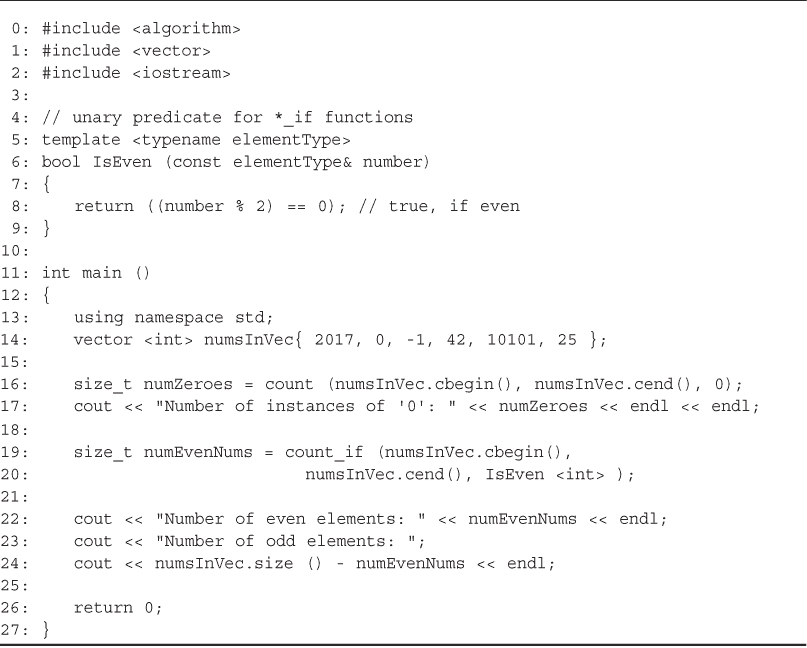 0: #include <algorithm>
1: #include <vector>
2: #include <iostream>
3:
4: // unary predicate for *_if functions
5: template <typename elementType>
6: bool IsEven (const elementType& number)
7: {
8:    return ((number % 2) == 0); // true, if even
9: }
10:
11: int main ()
12: {
13:    using namespace std;
14:    vector <int> numsInVec{ 2017, 0, -1, 42, 10101, 25 };
15:
16:    size_t numZeroes = count (numsInVec.cbegin(), numsInVec.cend(), 0);
17:    cout << "Number of instances of '0': " << numZeroes << endl << endl;
18:
19:    size_t numEvenNums = count_if (numsInVec.cbegin(),
20:                          numsInVec.cend(), IsEven <int> );
21:
22:    cout << "Number of even elements: " << numEvenNums << endl;
23:    cout << "Number of odd elements: ";
24:    cout << numsInVec.size () - numEvenNums << endl;
25:
26:    return 0;
27: }